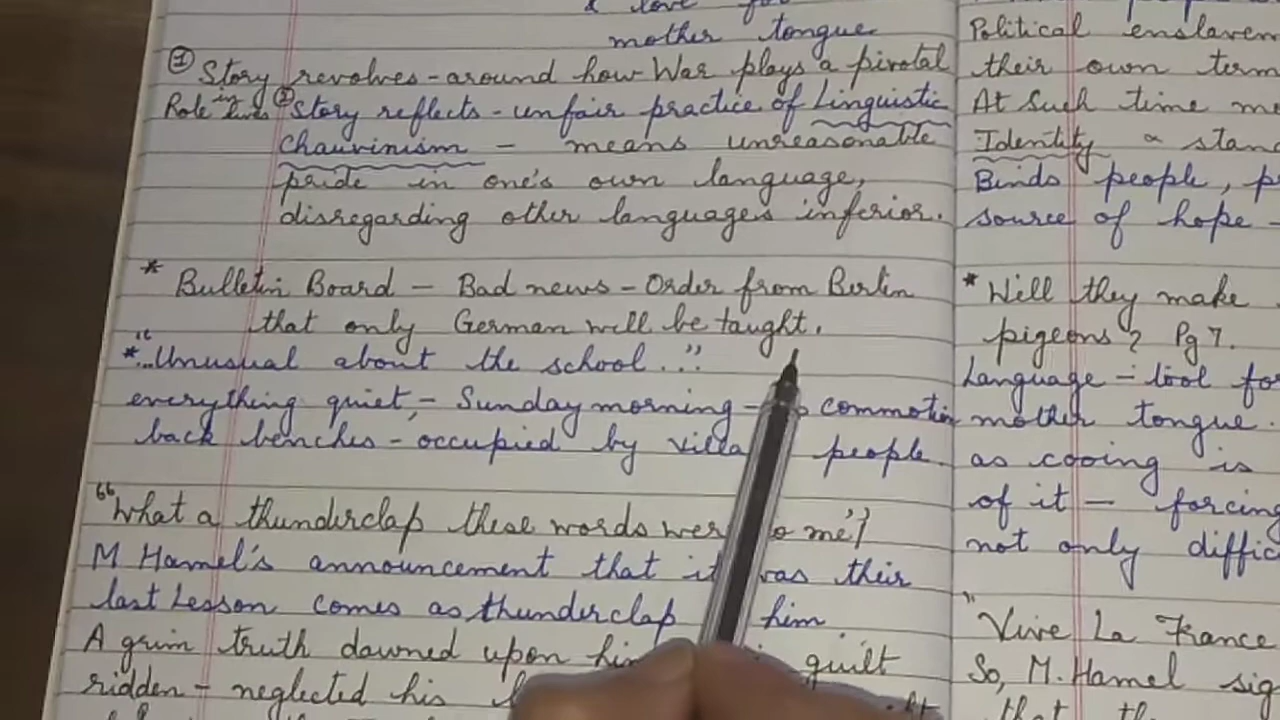 & love for
mother tongue
① Story revolves - around how War plays a pivotal
Role in lives ② Story reflects - unfair practice of Linguistic
Chauvinism - means unreasonable
pride in one's own language,
disregarding other languages inferior.
* Bulletin Board - Bad news - Order from Berlin
that only German will be taught.
* "...Unusual about the school..."
everything quiet, - Sunday morning - commotion
back benches - occupied by people
"What a thunderclap these words were to me"!
M Hamel's announcement that it was their
last Lesson comes as thunderclap him.
A grim truth dawned upon him guilt
ridden - neglected his
Political
their own
At Such time
Identity a
Binds people,
source of hope -
* Will they make
pigeons? Pg 7.
Language - tool
mother tongue.
as cooing is
of it - forcing
not only
"Vive La France
So, M. Hamel
that